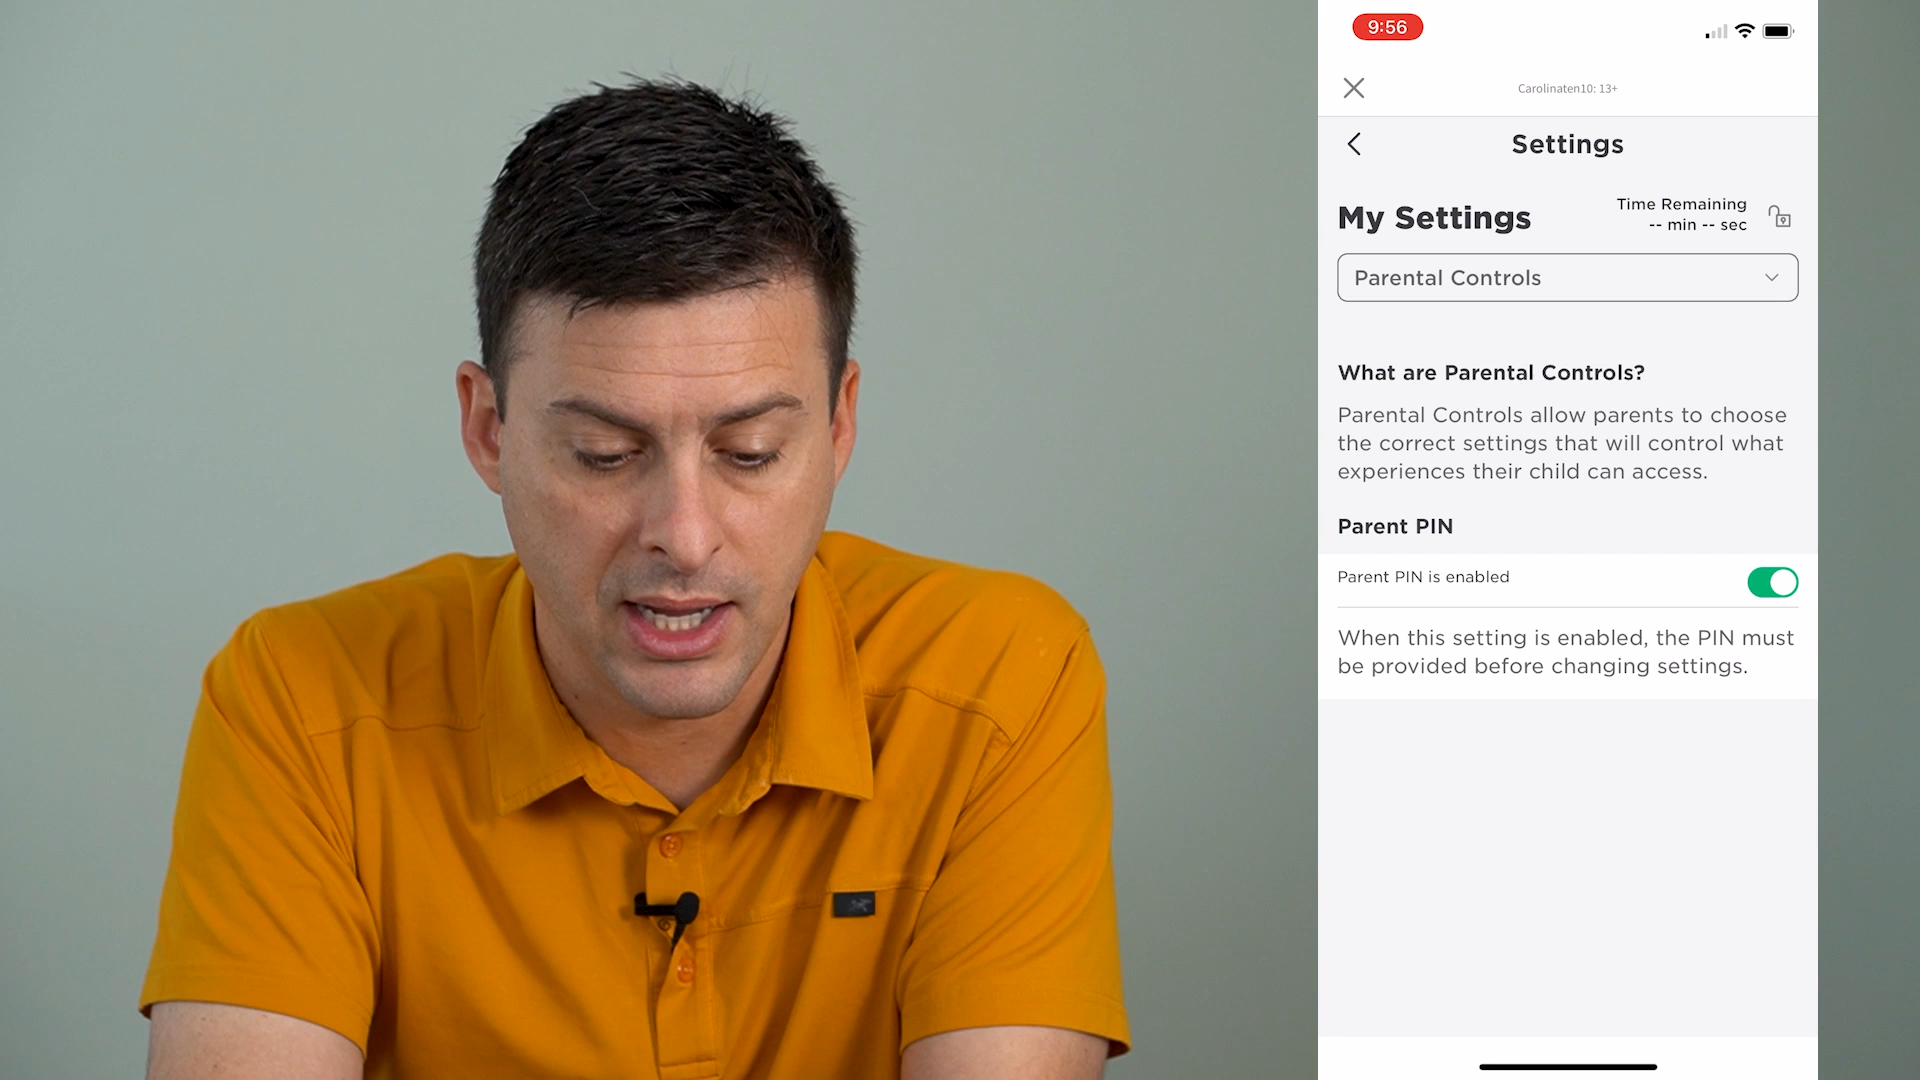 9:56
Carolinaten10: 13+
Settings
My Settings
Time Remaining
-- min -- sec
Parental Controls
What are Parental Controls?
Parental Controls allow parents to choose
the correct settings that will control what
experiences their child can access.
Parent PIN
Parent PIN is enabled
When this setting is enabled, the PIN must
be provided before changing settings.